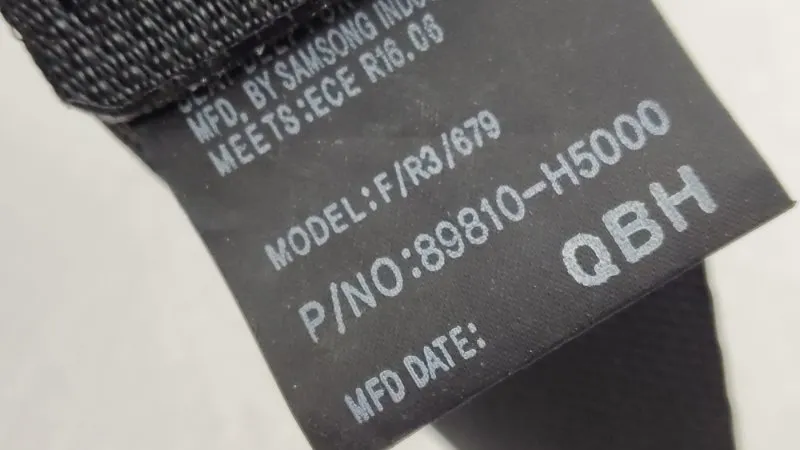 MFD. BY SAMSONG
MEETS:ECE R16.06
MODEL:F/R3/679
P/NO:89810-H5000
QBH
MFD DATE: